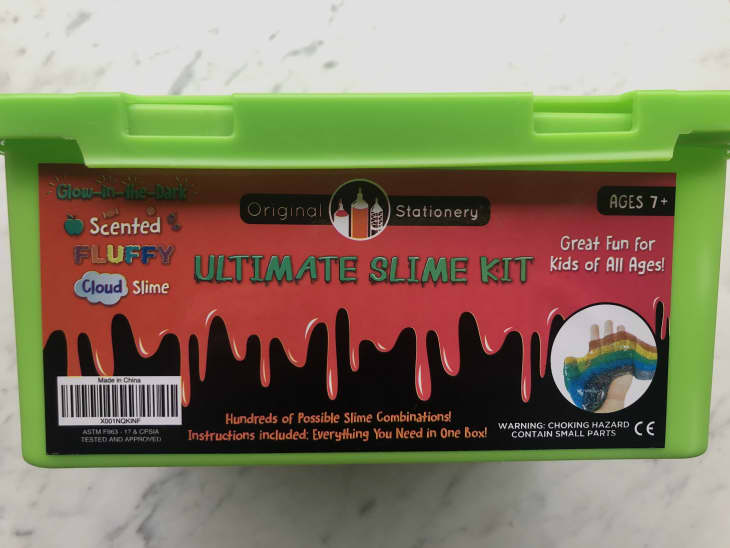 Glow-in-the-Dark
Scented
FLUFFY
Cloud Slime
Original Stationery
AGES 7+
ULTIMATE SLIME KIT
Great Fun for
Kids of All Ages!
Made in China
X001NQKINF
ASTM F963 - 17 & CPSIA
TESTED AND APPROVED
Hundreds of Possible Slime Combinations!
Instructions included: Everything You Need in One Box!
WARNING: CHOKING HAZARD
CONTAIN SMALL PARTS
CE